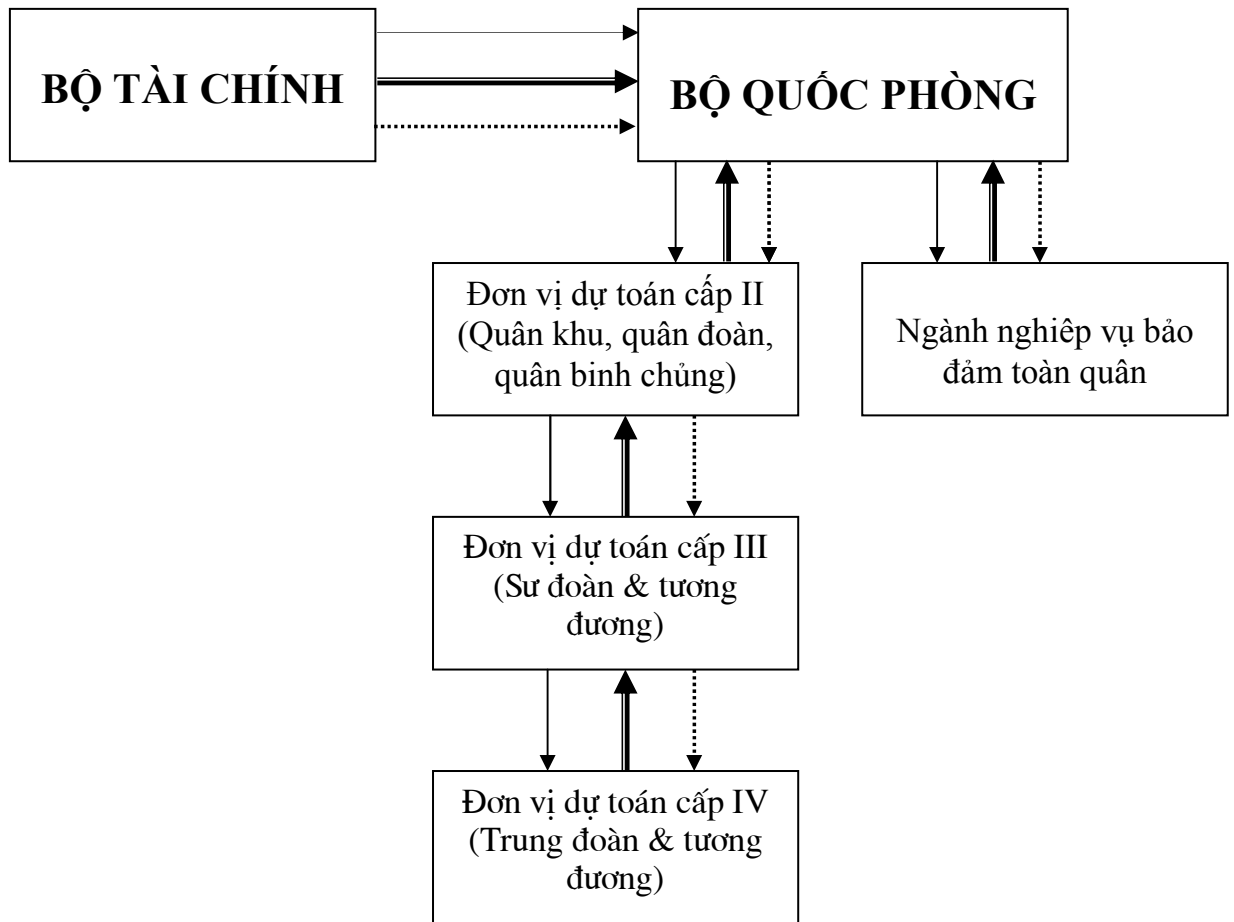 BỘ TÀI CHÍNH
BỘ QUỐC PHÒNG
Đơn vị dự toán cấp II
(Quân khu, quân đoàn,
quân binh chủng)
Ngành nghiêp vụ bảo
đảm toàn quân
Đơn vị dự toán cấp III
(Sư đoàn & tương
đương)
Đơn vị dự toán cấp IV
(Trung đoàn & tương
đương)